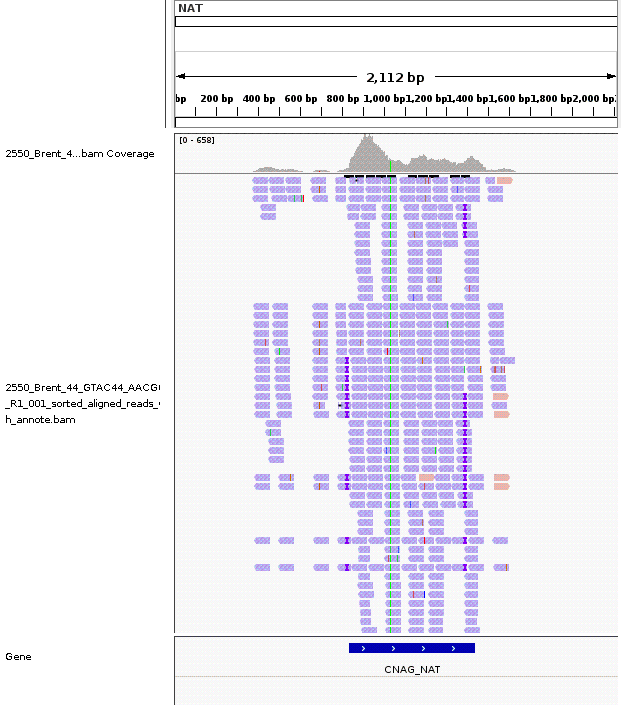 NAT
2,112 bp
bp 200 bp 400 bp 600 bp 800 bp 1,000 bp 1,200 bp 1,400 bp 1,600 bp 1,800 bp 2,000 bp
[0 - 658]
2550_Brent_4...bam Coverage
2550_Brent_44_GTAC44_AACG
_R1_001_sorted_aligned_reads_
h_annote.bam
Gene
CNAG_NAT